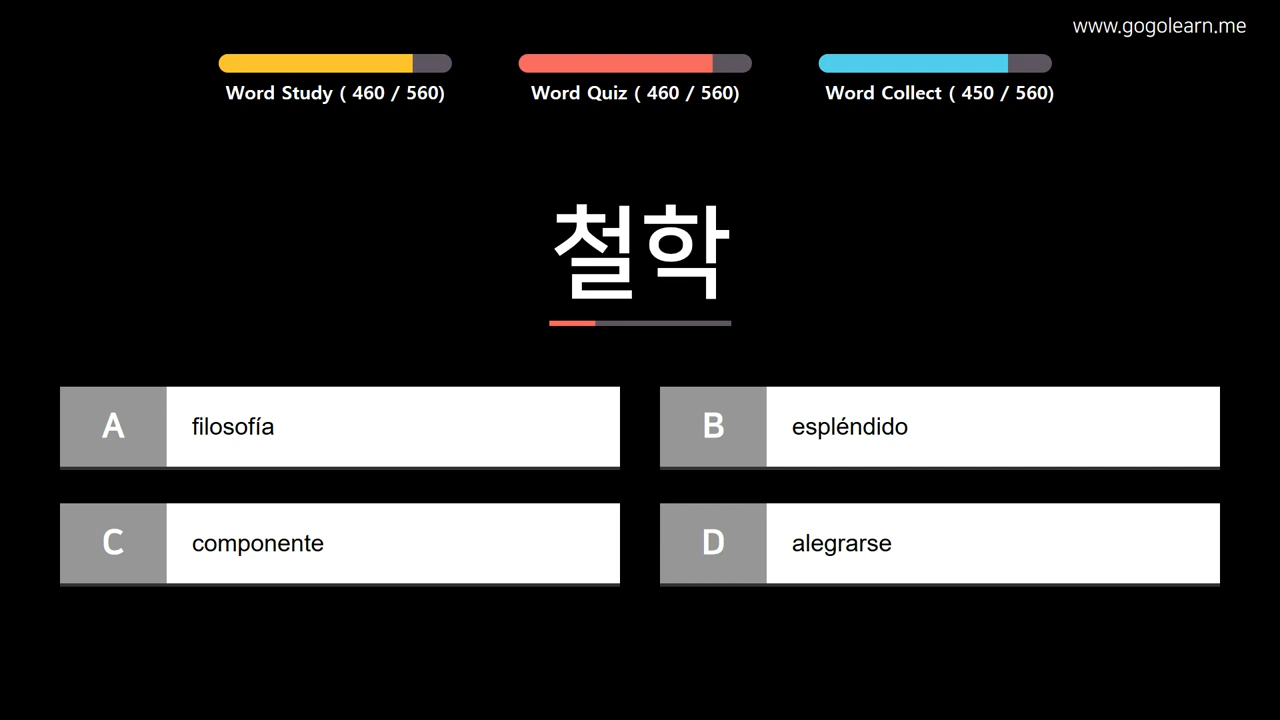 www.gogolearn.me
Word Study ( 460 / 560)
Word Quiz ( 460 / 560)
Word Collect ( 450 / 560)
철학
A filosofía
B espléndido
C componente
D alegrarse